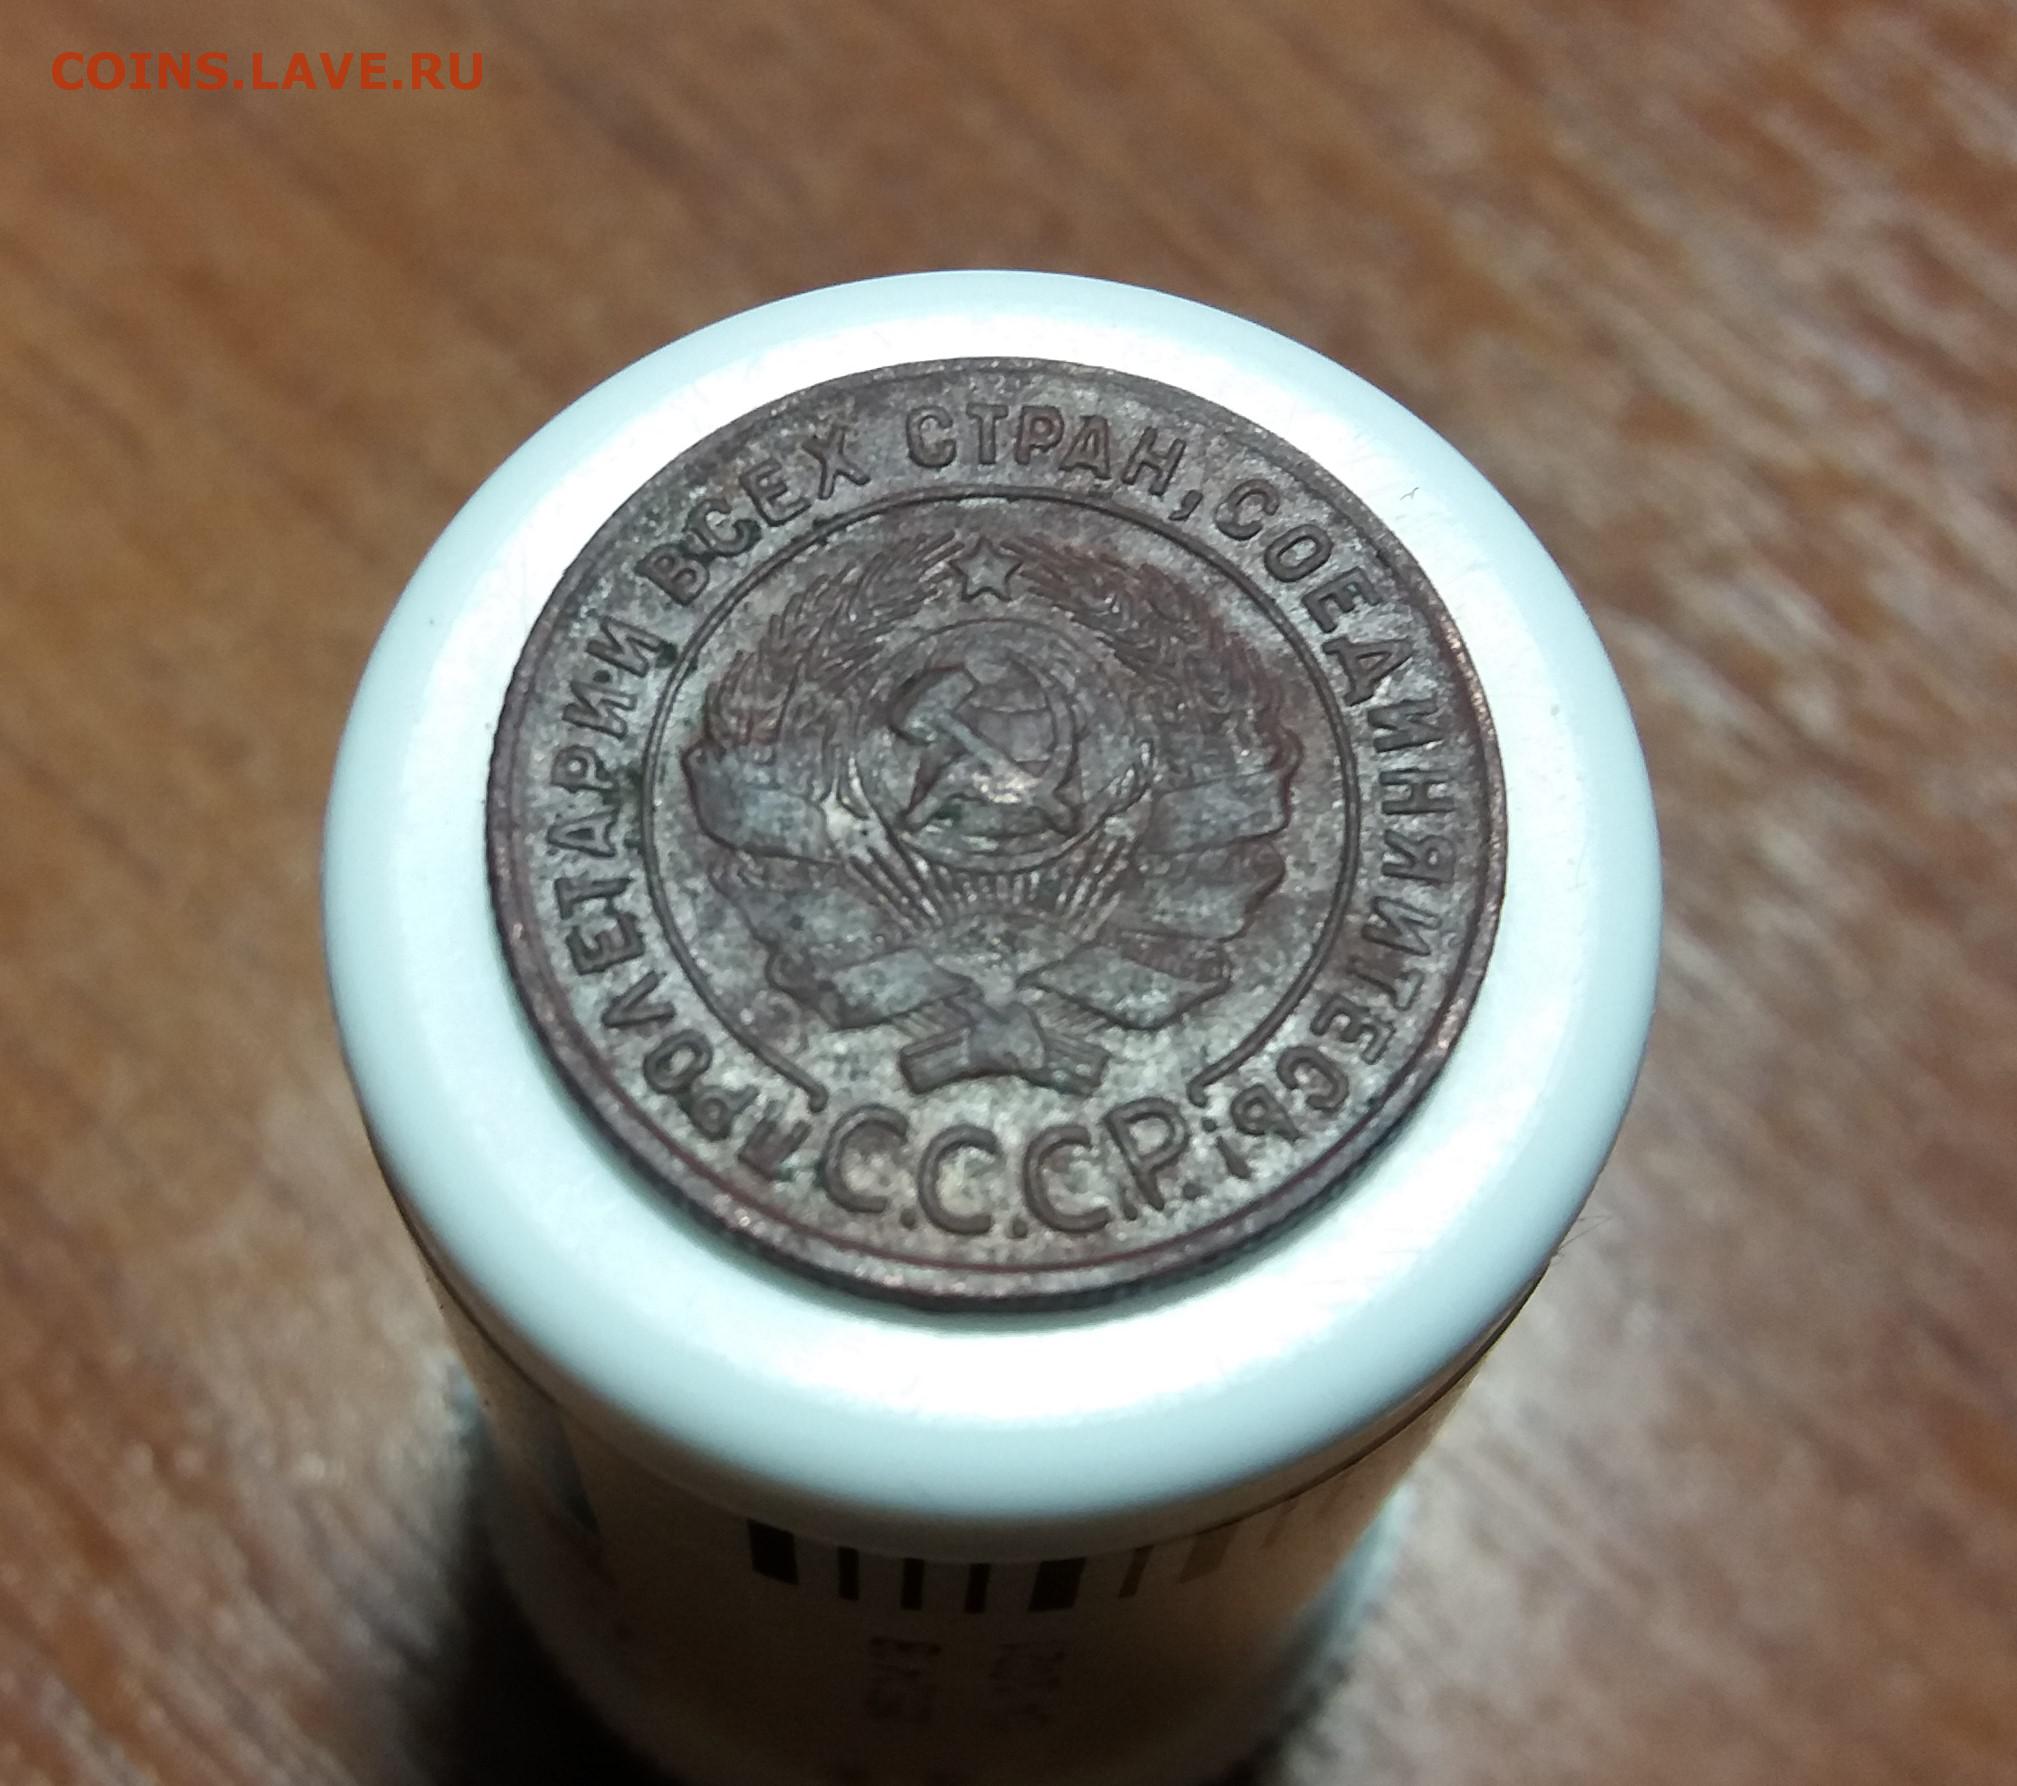 COINS.LAVE.RU
ПРОЛЕТАРИИ ВСЕХ СТРАН, СОЕДИНЯЙТЕСЬ!
С.С.С.Р.